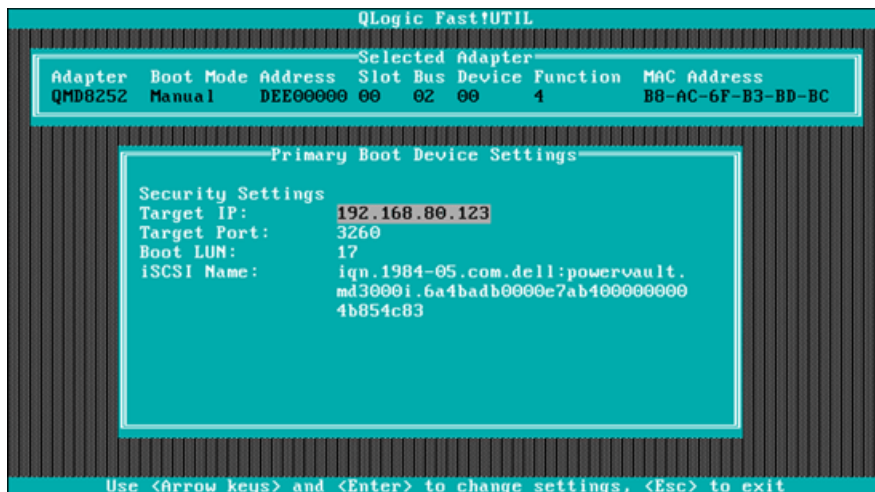 QLogic Fast!UTIL
Selected Adapter
Adapter Boot Mode Address Slot Bus Device Function MAC Address
QMD8252 Manual DEE00000 00 02 00 4 B8-AC-6F-B3-BD-BC
Primary Boot Device Settings
Security Settings
Target IP: 192.168.80.123
Target Port: 3260
Boot LUN: 17
iSCSI Name: iqn.1984-05.com.dell:powervault.
md3000i.6a4badb0000e7ab400000000
4b854c83
Use <Arrow keys> and <Enter> to change settings, <Esc> to exit